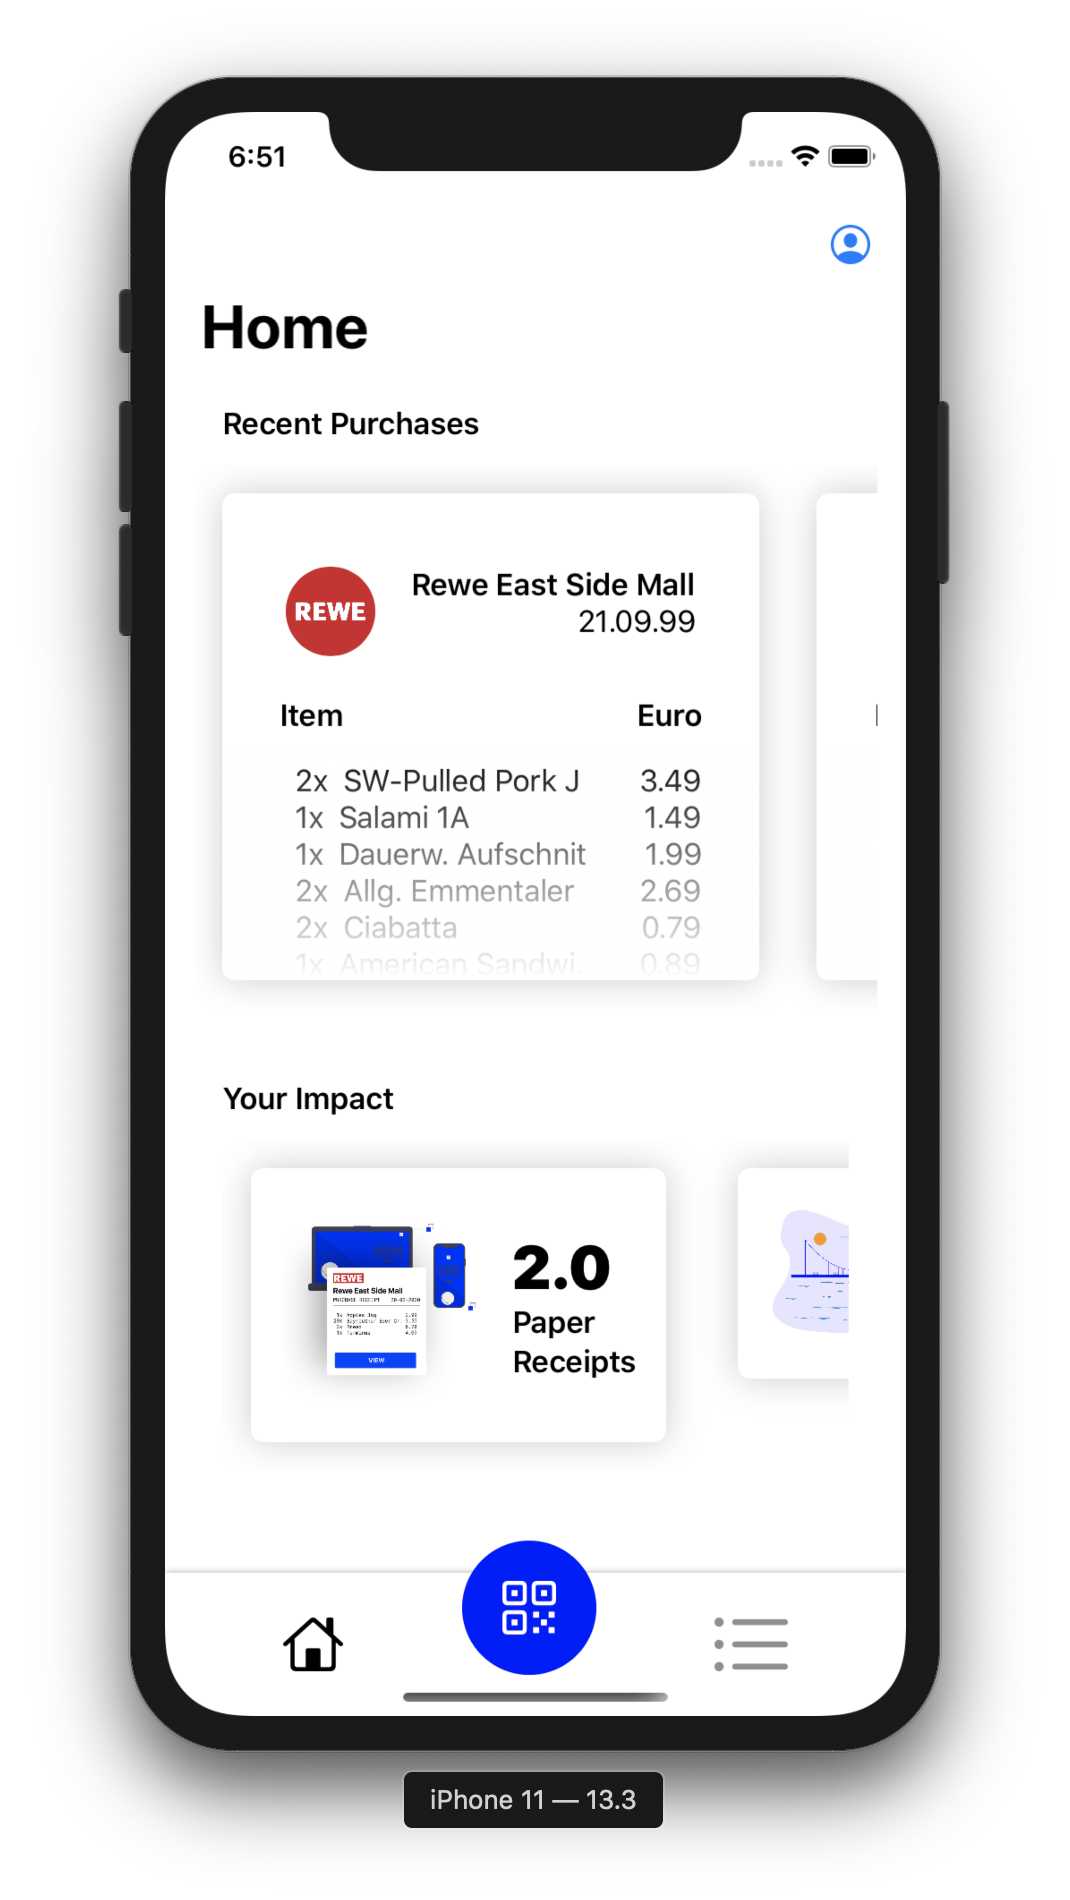 6:51
Home
Recent Purchases
REWE
Rewe East Side Mall
21.09.99
Item Euro
2x SW-Pulled Pork J 3.49
1x Salami 1A 1.49
1x Dauerw. Aufschnit 1.99
2x Allg. Emmentaler 2.69
2x Ciabatta 0.79
1x American Sandwi. 0.89
Your Impact
REWE
Rewe East Side Mall
PURCHASE RECEIPT
VIEW
2.0
Paper
Receipts
iPhone 11 — 13.3